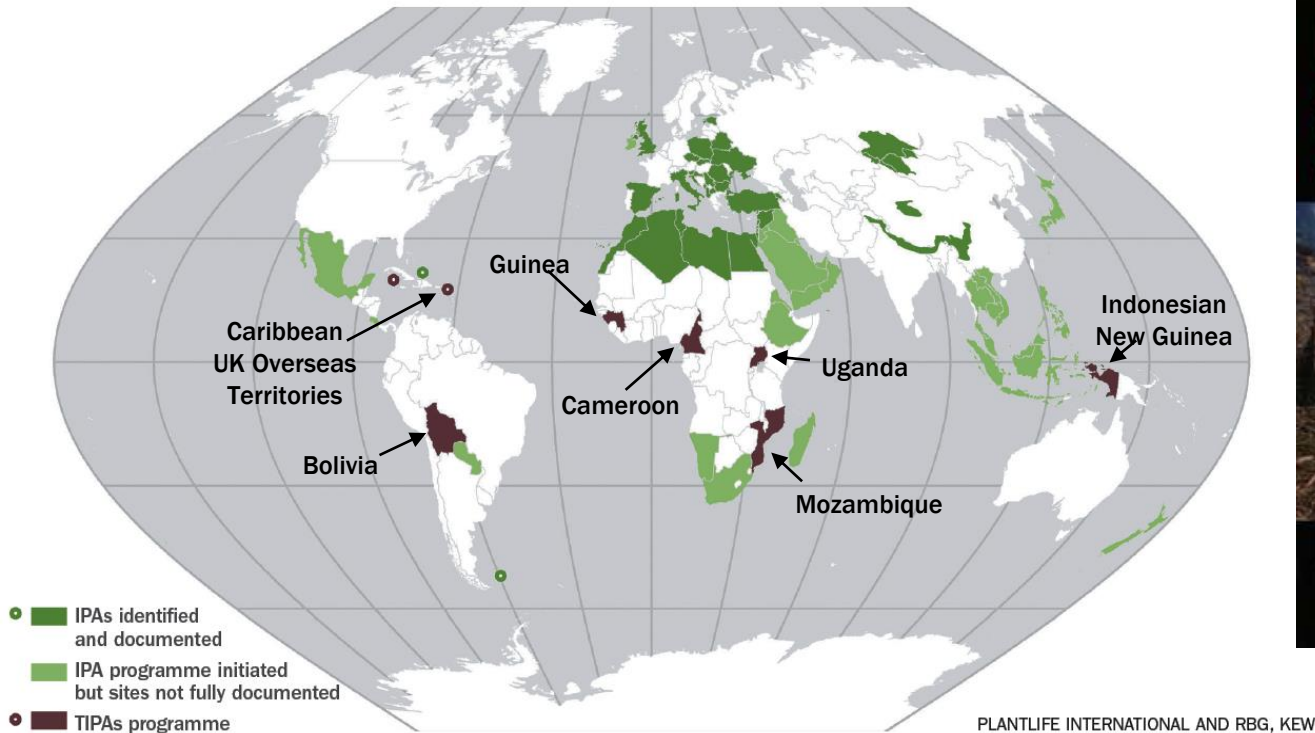 Guinea
Caribbean
UK Overseas
Territories
Cameroon
Uganda
Indonesian
New Guinea
Bolivia
Mozambique
IPAs identified
and documented
IPA programme initiated
but sites not fully documented
TIPAs programme
PLANTLIFE INTERNATIONAL AND RBG, KEW